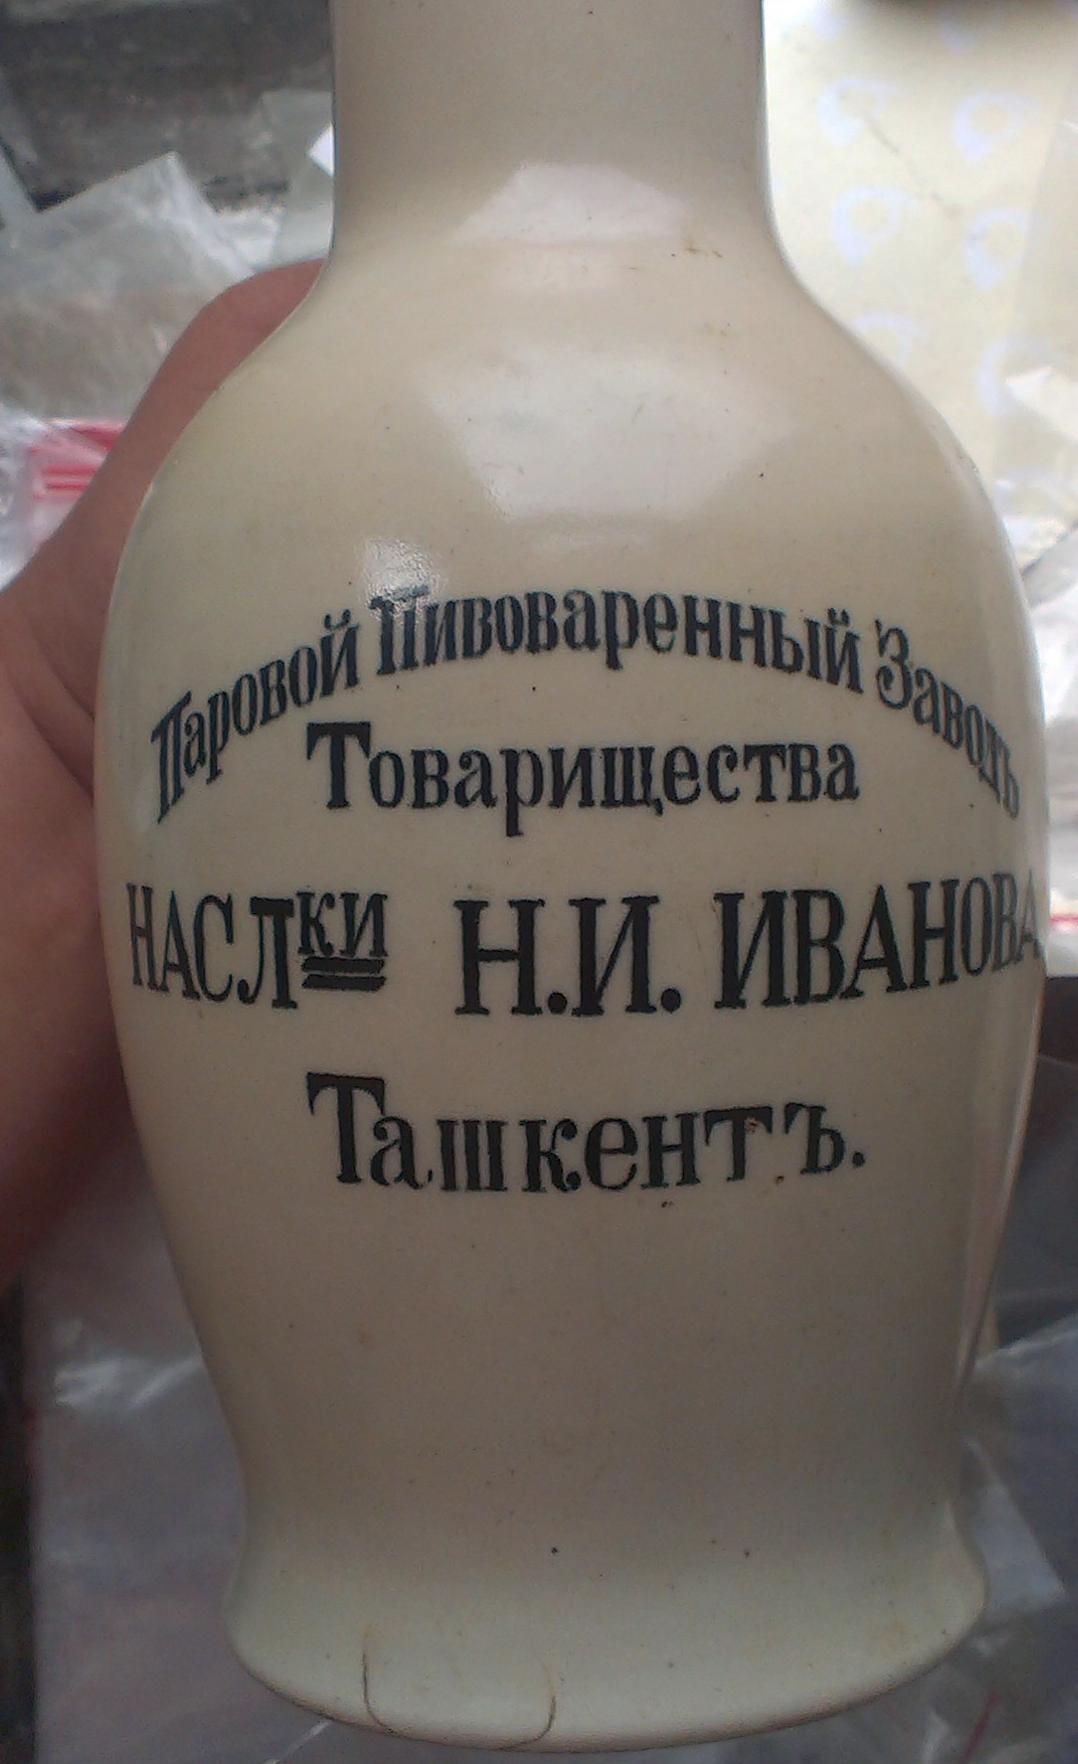 Паровой Пивоваренный Заводъ
Товарищества
НАСЛКИ Н.И. ИВАНОВА
Ташкентъ.